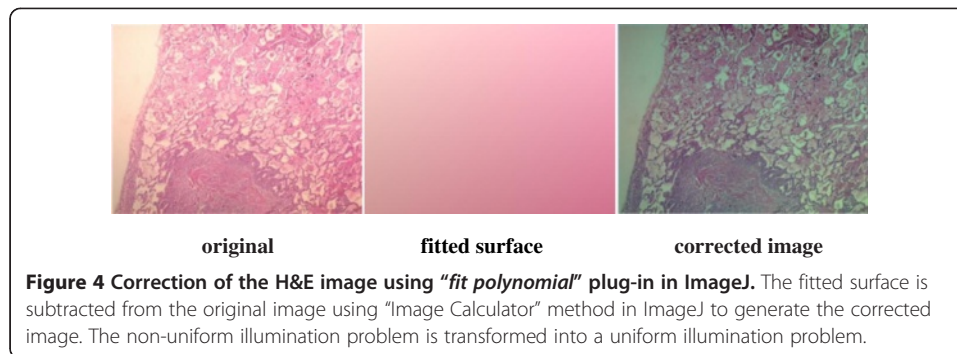 original fitted surface corrected image
Figure 4 Correction of the H&E image using “fit polynomial” plug-in in ImageJ. The fitted surface is
subtracted from the original image using “Image Calculator” method in ImageJ to generate the corrected
image. The non-uniform illumination problem is transformed into a uniform illumination problem.